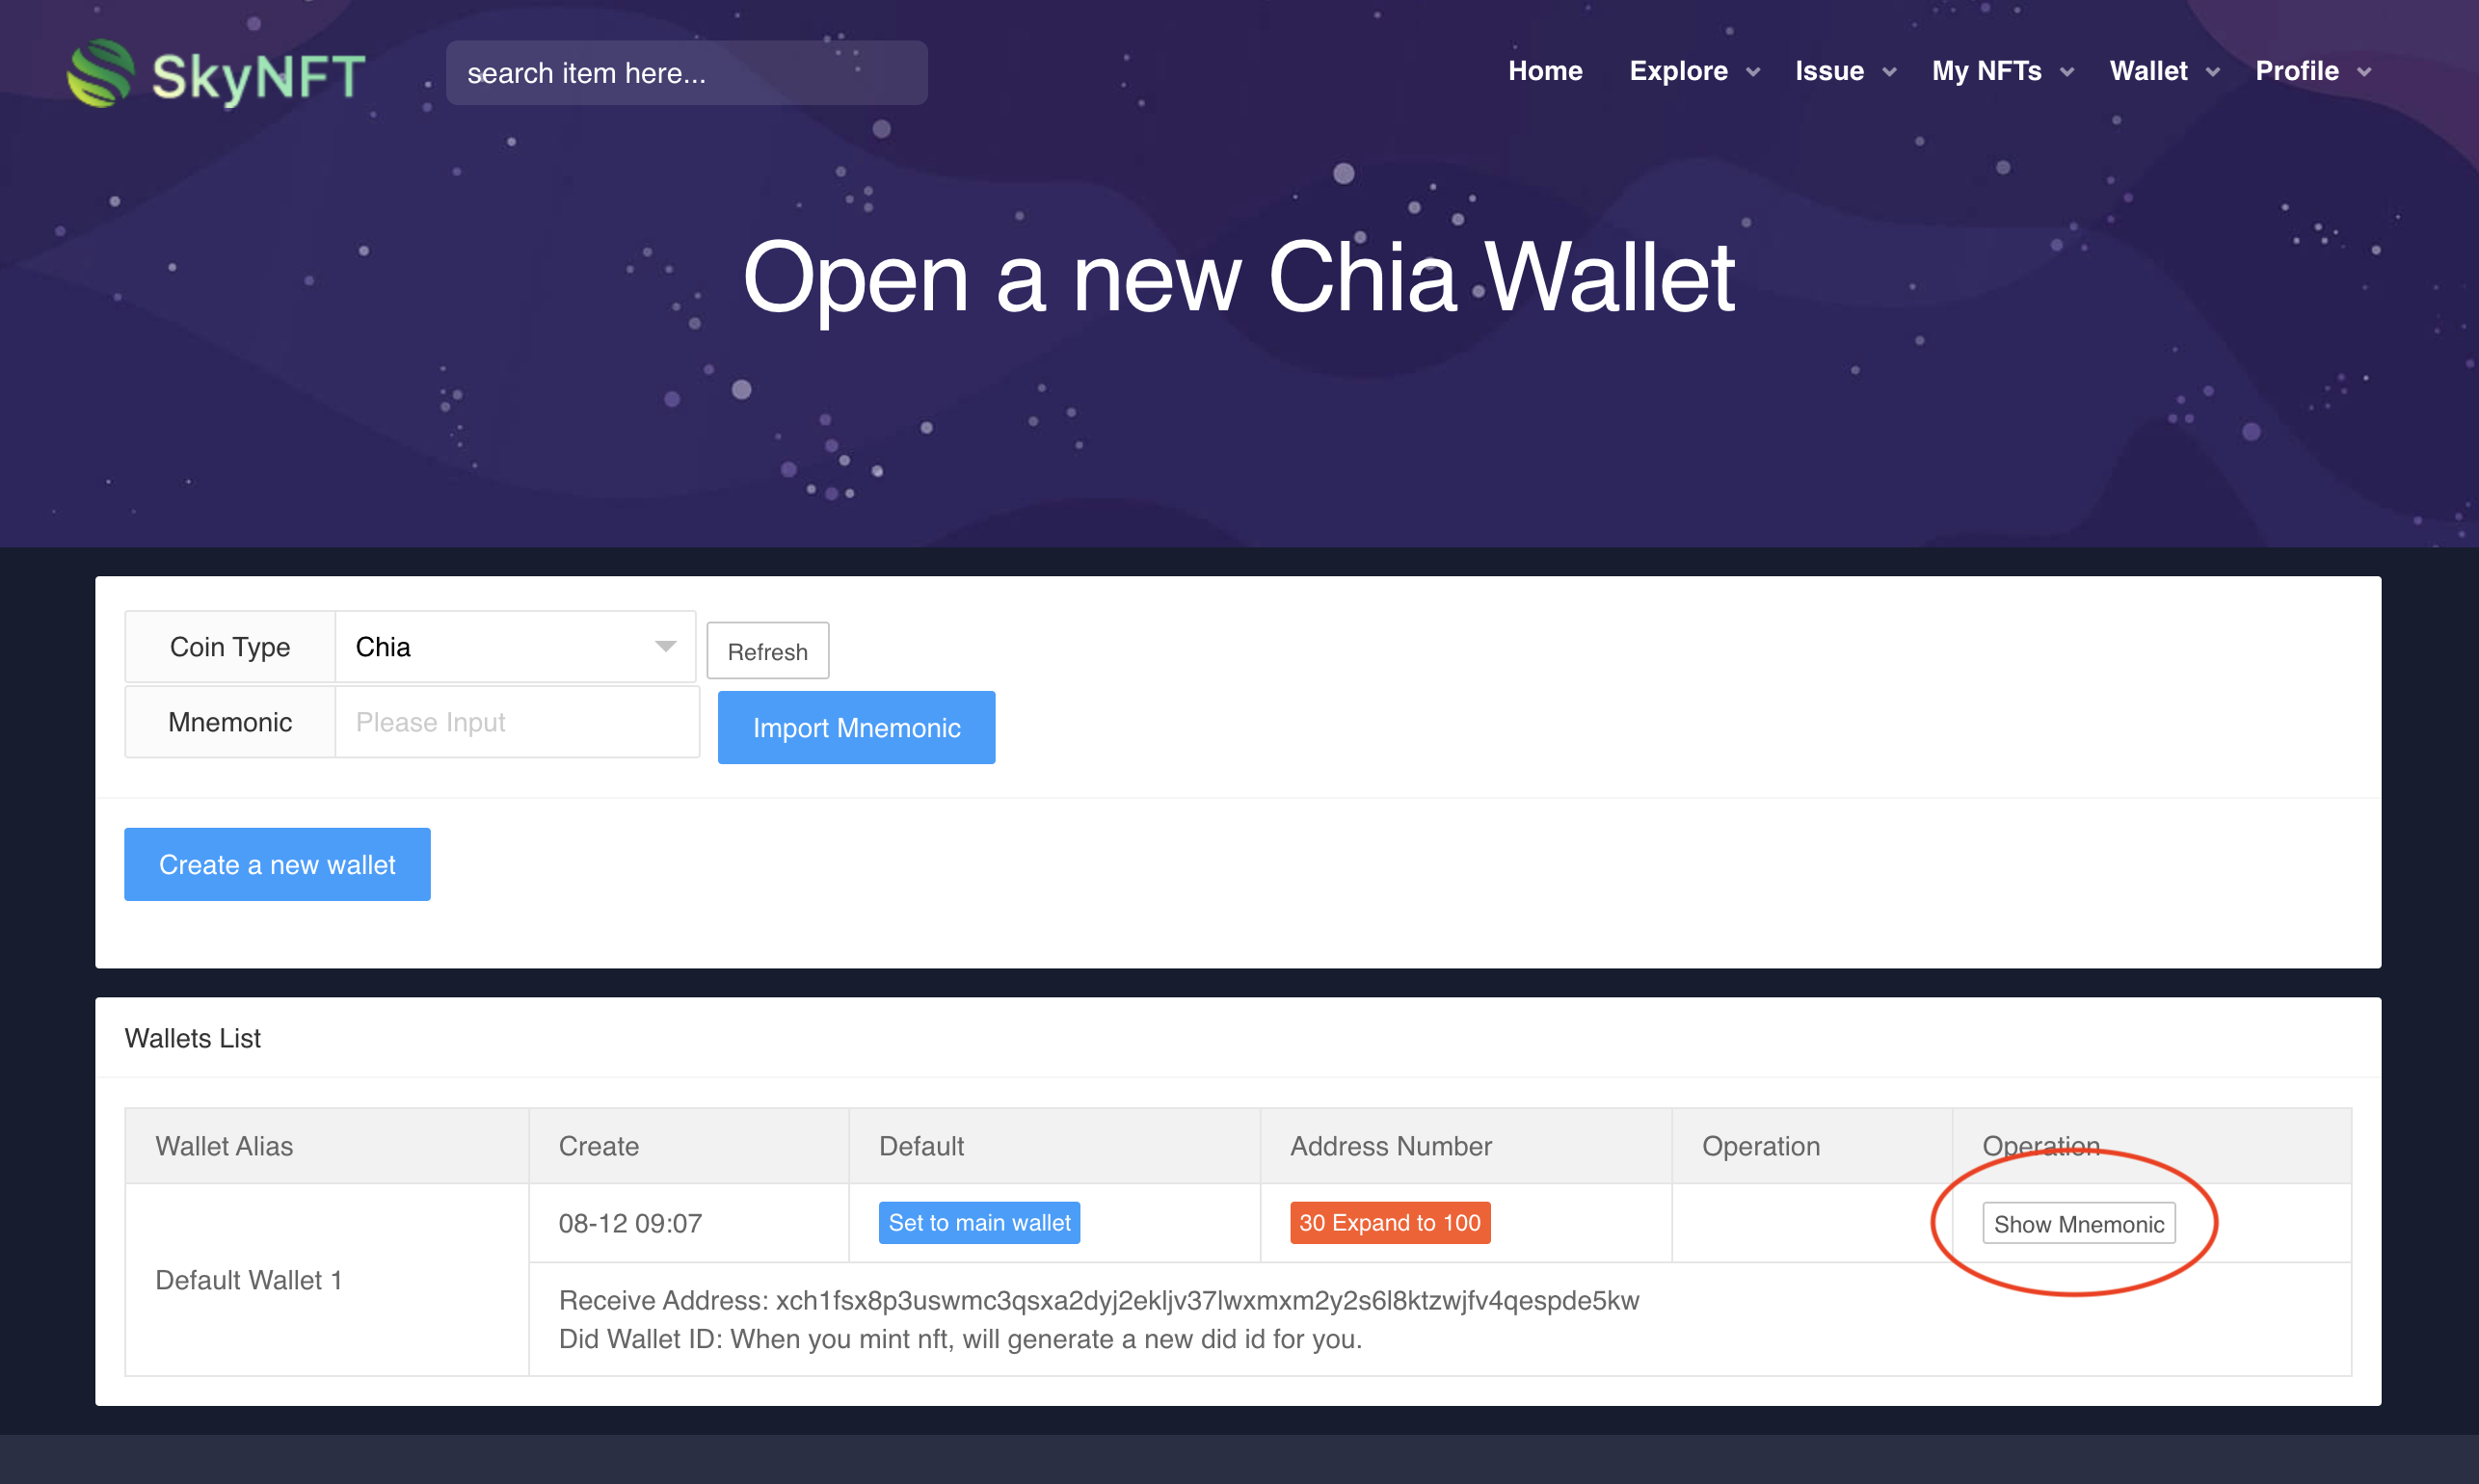 SkyNFT
search item here...
Home Explore Issue My NFTs Wallet Profile
Open a new Chia Wallet
Coin Type Chia Refresh
Mnemonic Please Input Import Mnemonic
Create a new wallet
Wallets List
Wallet Alias Create Default Address Number Operation Operation
08-12 09:07 Set to main wallet 30 Expand to 100 Show Mnemonic
Default Wallet 1
Receive Address: xch1fsx8p3uswmc3qsxa2dyj2ekljv37lwxmxm2y2s6l8ktzwjfv4qespde5kw
Did Wallet ID: When you mint nft, will generate a new did id for you.